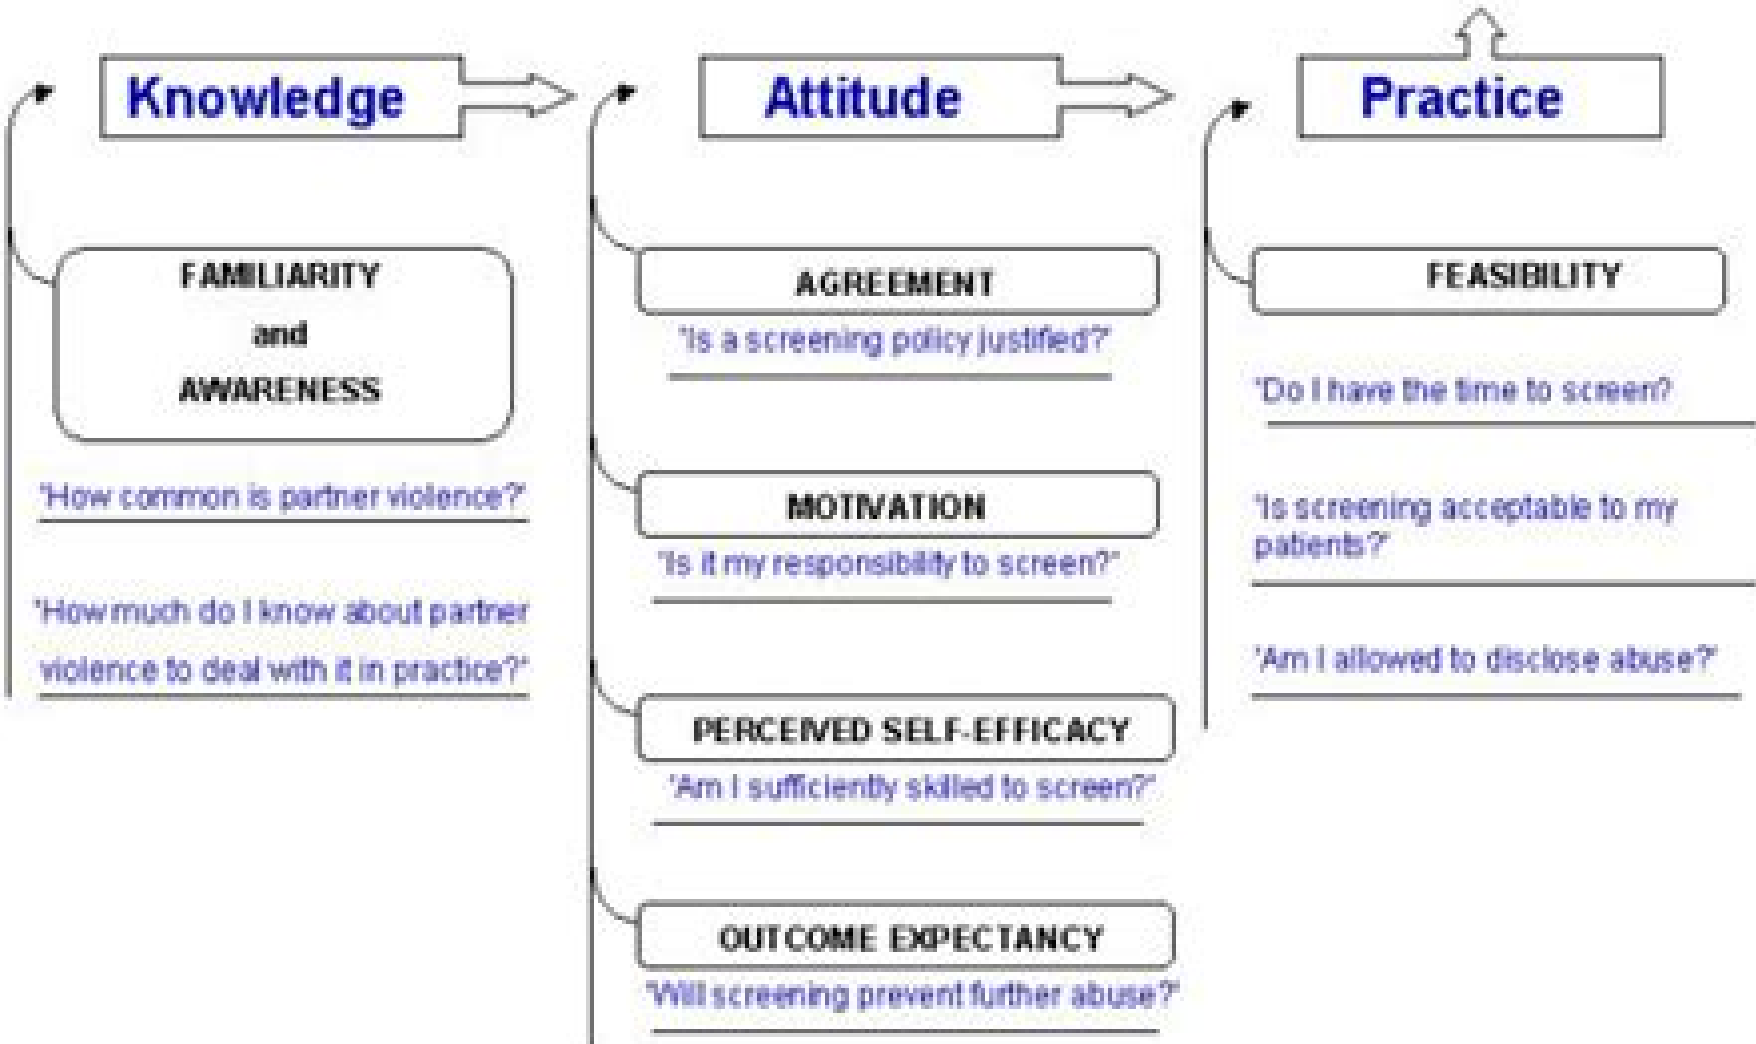 Knowledge
FAMILIARITY
and
AWARENESS
'How common is partner violence?'
'How much do I know about partner
violence to deal with it in practice?'
Attitude
AGREEMENT
'Is a screening policy justified?'
MOTIVATION
'Is it my responsibility to screen?'
PERCEIVED SELF-EFFICACY
'Am I sufficiently skilled to screen?'
OUTCOME EXPECTANCY
'Will screening prevent further abuse?'
Practice
FEASIBILITY
'Do I have the time to screen?
'Is screening acceptable to my
patients?'
'Am I allowed to disclose abuse?'